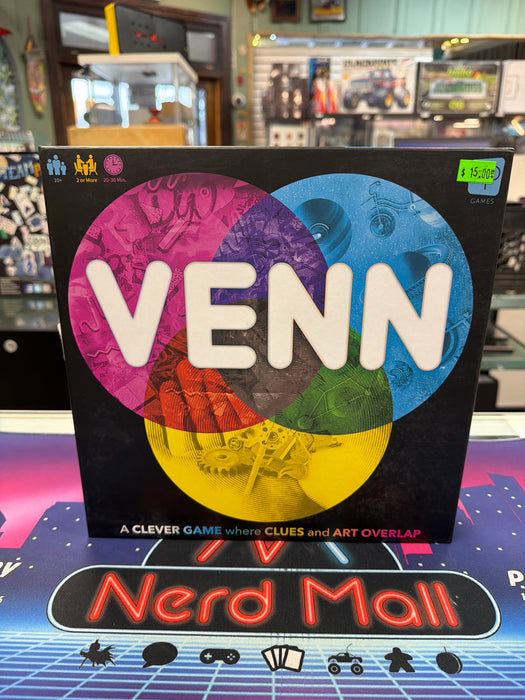 10+
2 or More
20-30 Min.
$ 15.00
GAMES
VENN
A CLEVER GAME where CLUES and ART OVERLAP
Nerd Mall